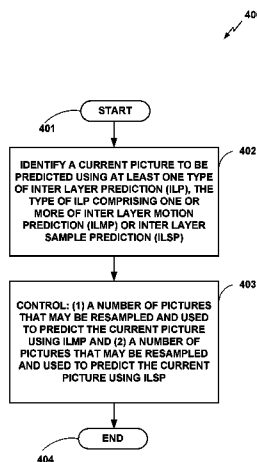 START
401
402
IDENTIFY A CURRENT PICTURE TO BE
PREDICTED USING AT LEAST ONE TYPE
OF INTER LAYER PREDICTION (ILP), THE
TYPE OF ILP COMPRISING ONE OR
MORE OF INTER LAYER MOTION
PREDICTION (ILMP) OR INTER LAYER
SAMPLE PREDICTION (ILSP)
403
CONTROL: (1) A NUMBER OF PICTURES
THAT MAY BE RESAMPLED AND USED
TO PREDICT THE CURRENT PICTURE
USING ILMP AND (2) A NUMBER OF
PICTURES THAT MAY BE RESAMPLED
AND USED TO PREDICT THE CURRENT
PICTURE USING ILSP
END
404